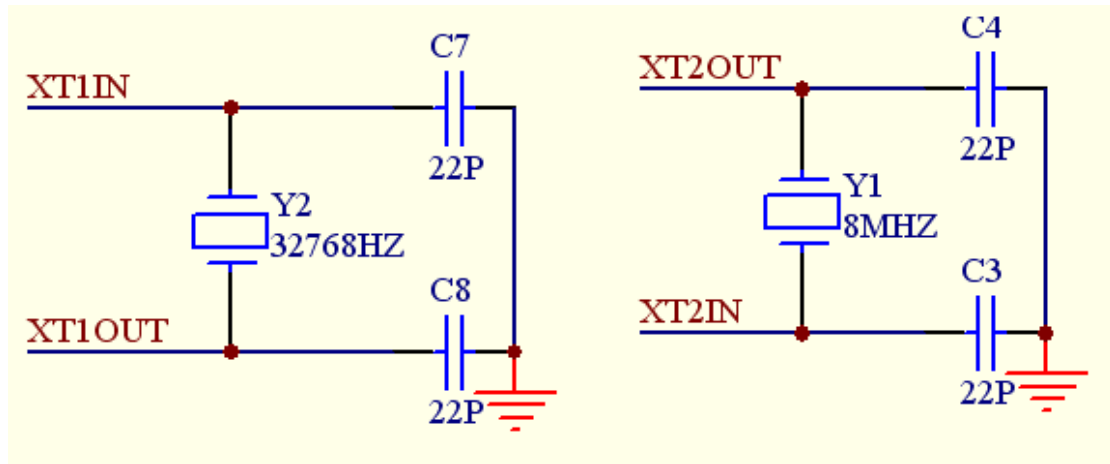 C7
XT1IN
22P
Y2
32768HZ
C8
XT1OUT
22P
C4
XT2OUT
22P
Y1
8MHZ
C3
XT2IN
22P